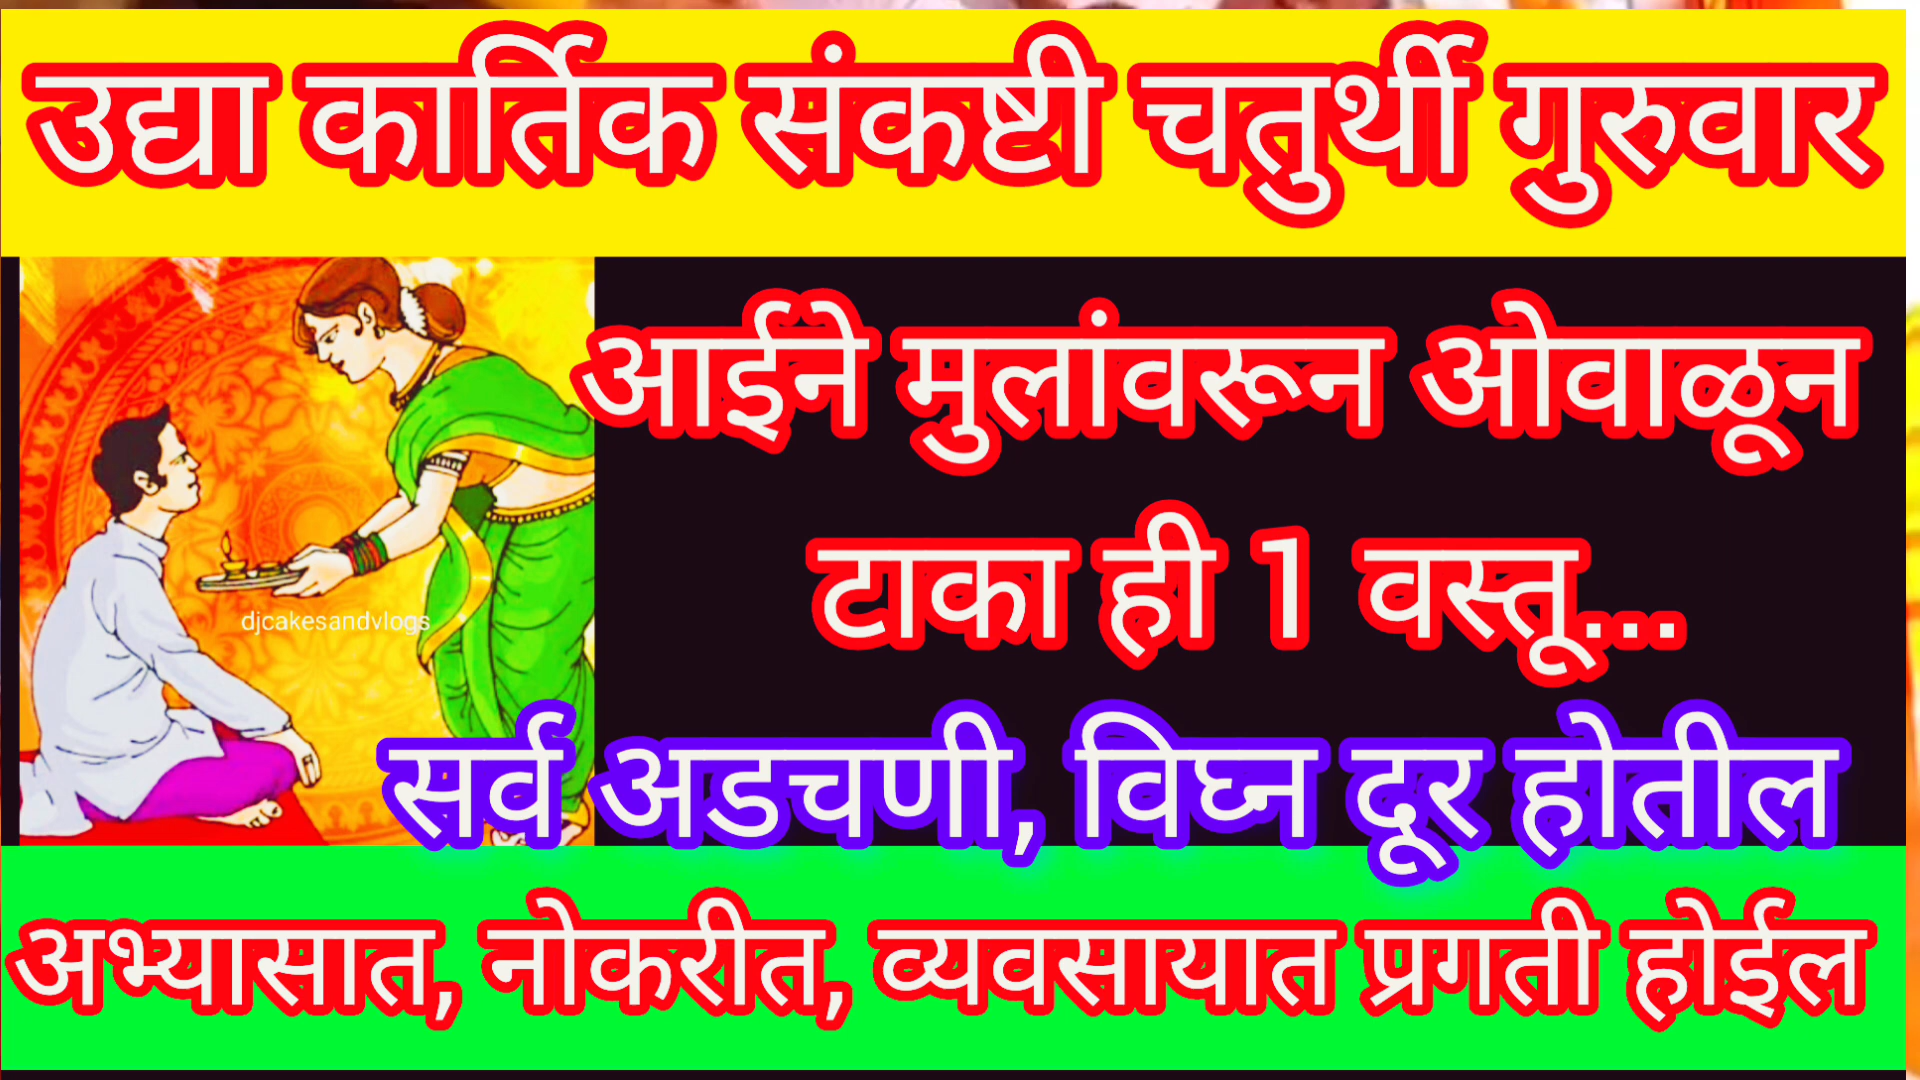 उद्या कार्तिक संकष्टी चतुर्थी गुरुवार
आईने मुलांवरून ओवाळून
टाका ही 1 वस्तू...
djcakesandvlogs
सर्व अडचणी, विघ्न दूर होतील
अभ्यासात, नोकरीत, व्यवसायात प्रगती होईल